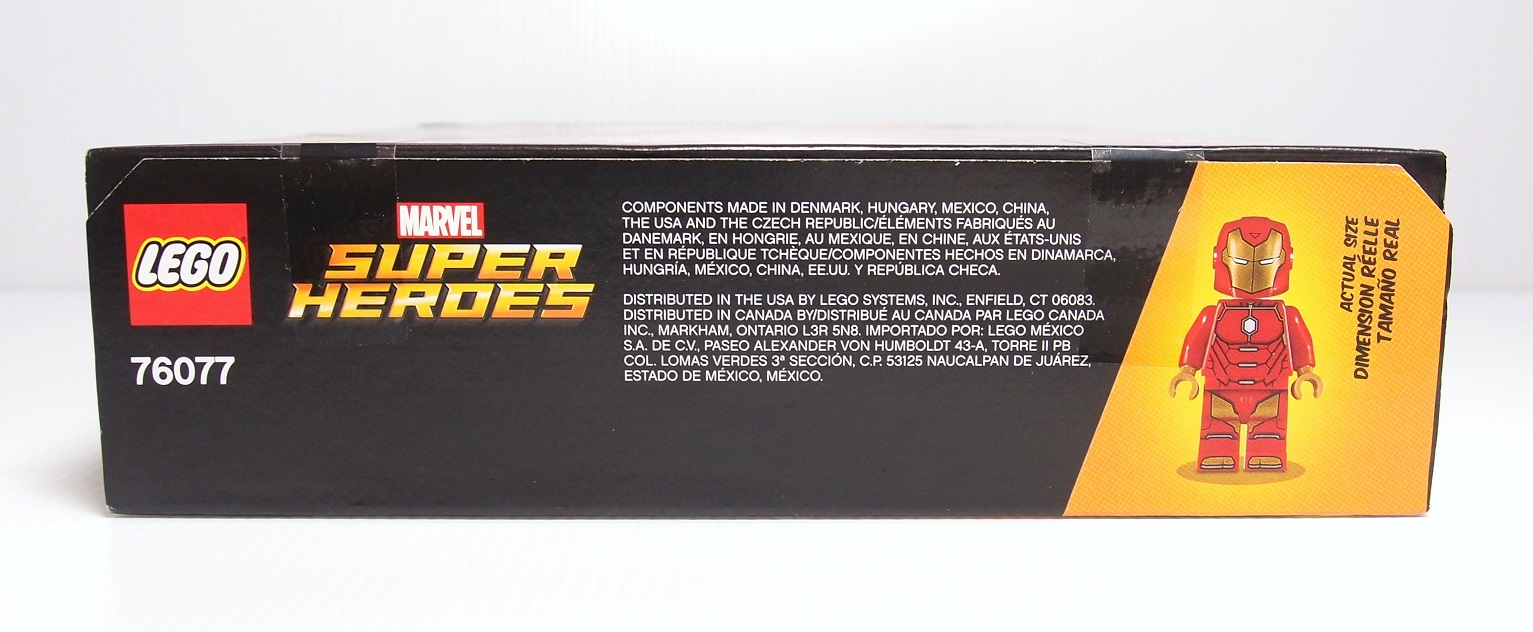 LEGO
76077
MARVEL
SUPER
HEROES
COMPONENTS MADE IN DENMARK, HUNGARY, MEXICO, CHINA,
THE USA AND THE CZECH REPUBLIC/ÉLÉMENTS FABRIQUÉS AU
DANEMARK, EN HONGRIE, AU MEXIQUE, EN CHINE, AUX ÉTATS-UNIS
ET EN RÉPUBLIQUE TCHÈQUE/COMPONENTES HECHOS EN DINAMARCA,
HUNGRÍA, MÉXICO, CHINA, EE.UU. Y REPÚBLICA CHECA.
DISTRIBUTED IN THE USA BY LEGO SYSTEMS, INC., ENFIELD, CT 06083.
DISTRIBUTED IN CANADA BY/DISTRIBUÉ AU CANADA PAR LEGO CANADA
INC., MARKHAM, ONTARIO L3R 5N8. IMPORTADO POR: LEGO MÉXICO
S.A. DE C.V., PASEO ALEXANDER VON HUMBOLDT 43-A, TORRE II PB
COL. LOMAS VERDES 3ª SECCIÓN, C.P. 53125 NAUCALPAN DE JUÁREZ,
ESTADO DE MÉXICO, MÉXICO.
ACTUAL SIZE
DIMENSION RÉELLE
TAMAÑO REAL